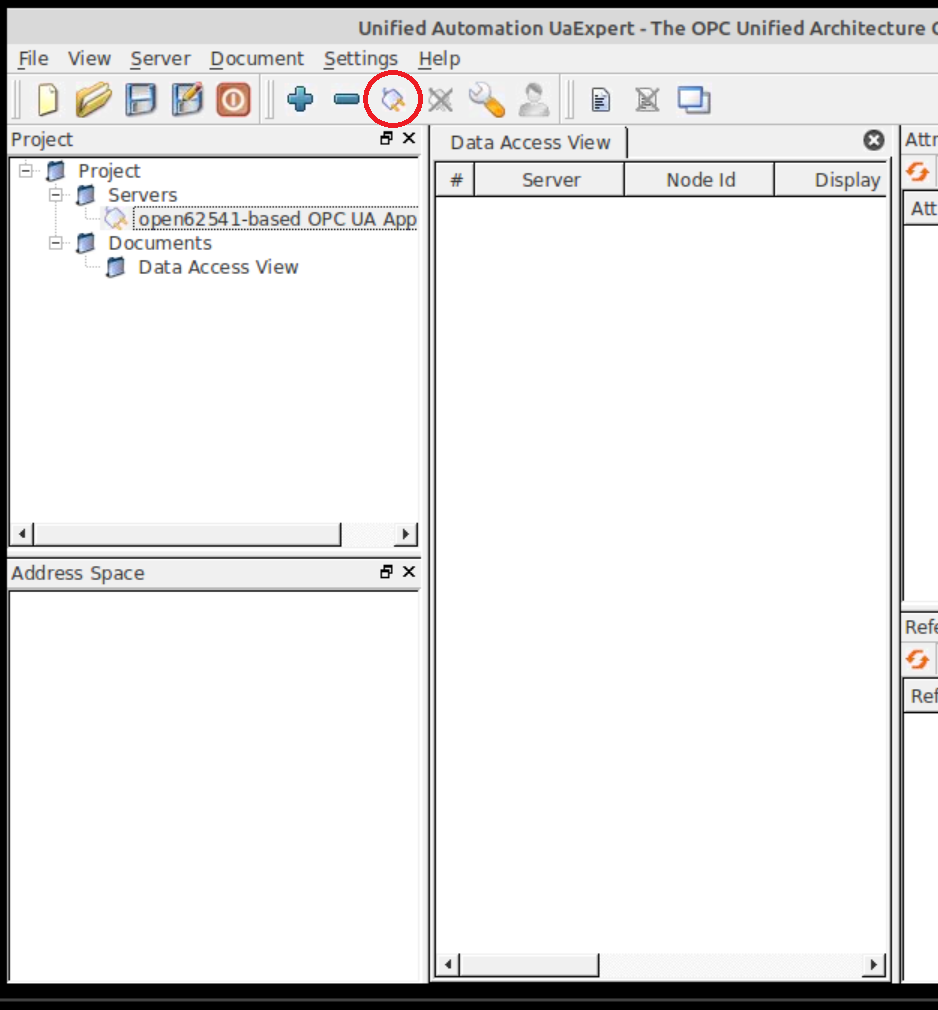 Unified Automation UaExpert - The OPC Unified Architecture C
File View Server Document Settings Help
Project
Project
Servers
open62541-based OPC UA App
Documents
Data Access View
Address Space
Data Access View
# Server Node Id Display
Attr
Att
Refe
Ref